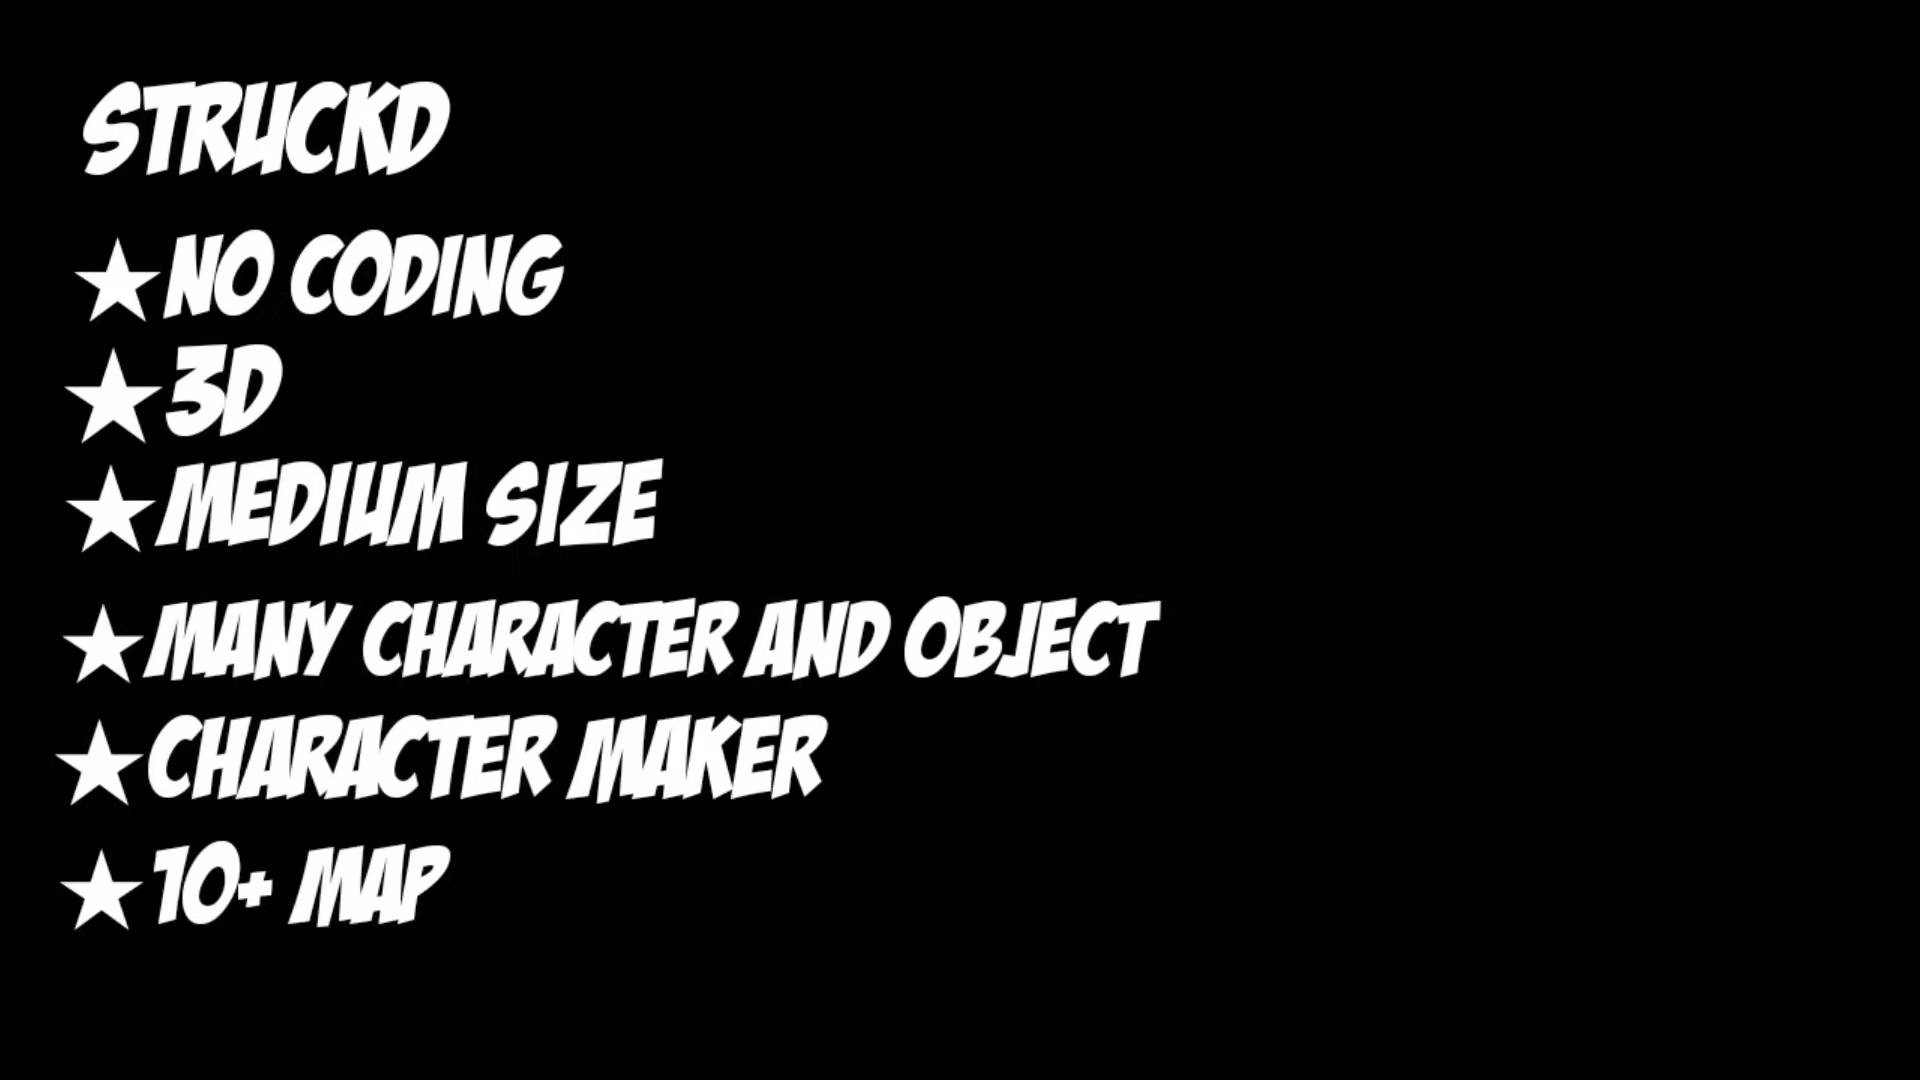 STRUCKD
★NO CODING
★3D
★MEDIUM SIZE
★MANY CHARACTER AND OBJECT
★CHARACTER MAKER
★10+ MAP